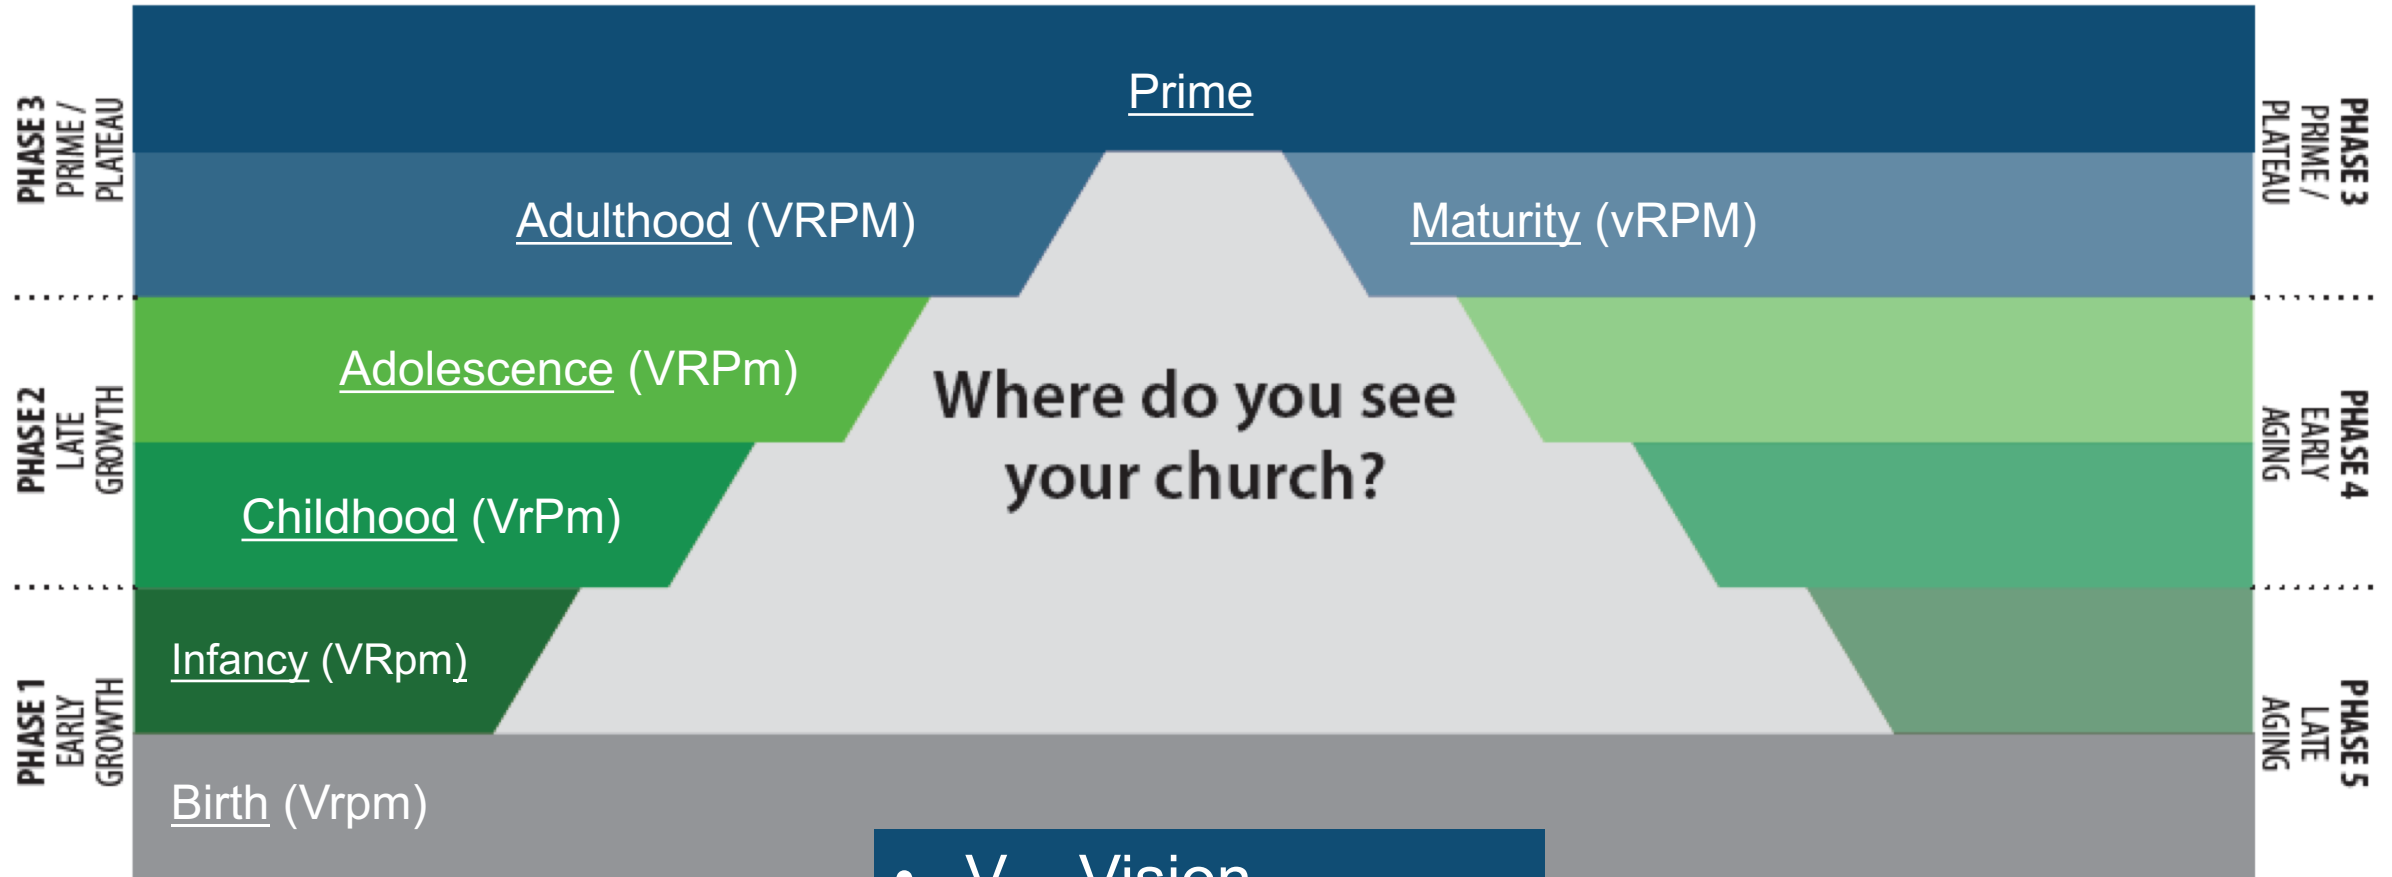 PHASE 3
PRIME /
PLATEAU
Prime
PHASE 3
PRIME /
PLATEAU
Adulthood (VRPM)
Maturity (vRPM)
PHASE 2
LATE
GROWTH
Adolescence (VRPm)
Where do you see
your church?
Childhood (VrPm)
PHASE 4
EARLY
AGING
PHASE 1
EARLY
GROWTH
Infancy (VRpm)
PHASE 5
LATE
AGING
Birth (Vrpm)
• V – Vision